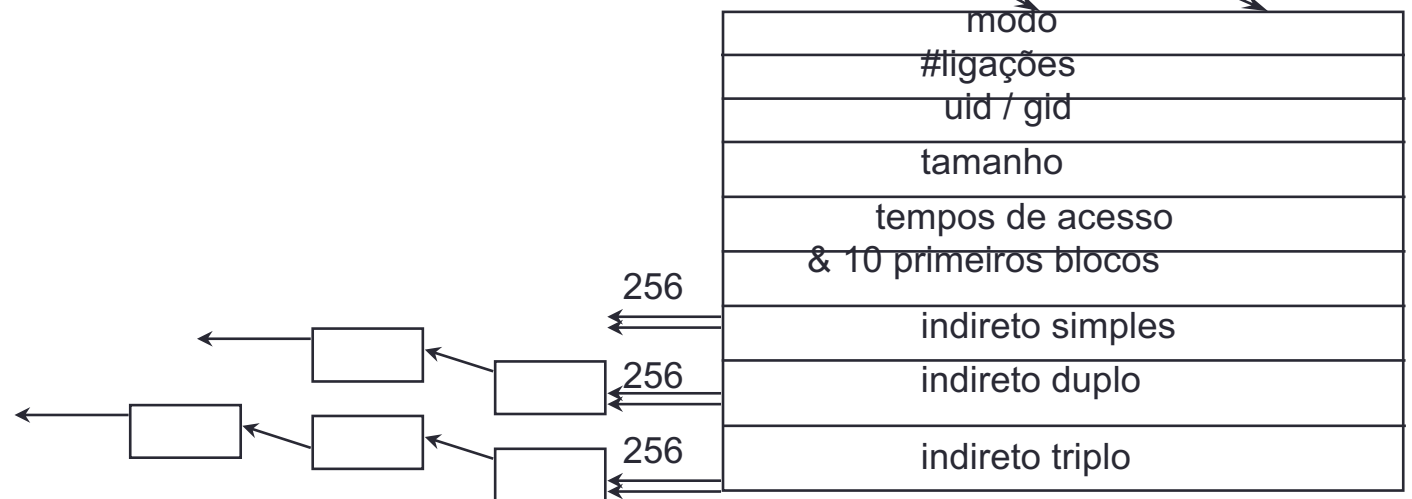 modo
#ligações
uid / gid
tamanho
tempos de acesso
& 10 primeiros blocos
256
indireto simples
256
indireto duplo
256
indireto triplo